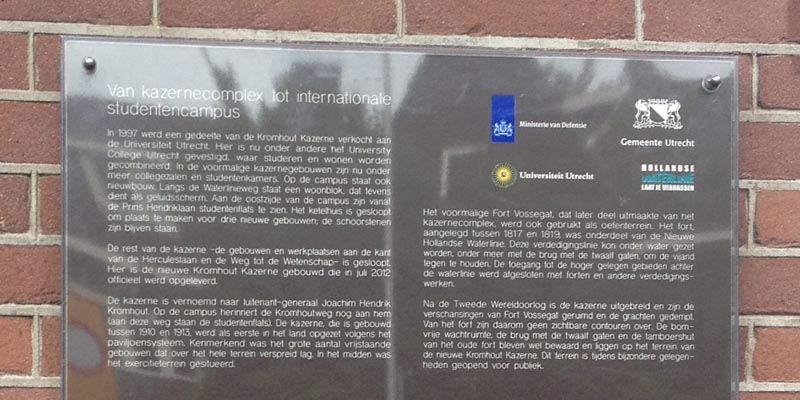 Van kazernecomplex tot internationale
studentencampus
In 1997 werd een gedeelte van de Kromhout Kazerne verkocht aan
de Universiteit Utrecht. Hier is nu onder andere het University
College Utrecht gevestigd, waar studeren en wonen worden
gecombineerd. In de voormalige kazernegebouwen zijn nu onder
meer collegezalen en studentenkamers. Op de campus staat ook
nieuwbouw. Langs de Waterlinieweg staat een woonblok, dat tevens
dient als geluidsscherm. Aan de oostzijde van de campus zijn vanaf
de Prins Hendriklaan studentenflats te zien. Het ketelhuis is gesloopt
om plaats te maken voor drie nieuwe gebouwen; de schoorstenen
zijn blijven staan.
De rest van de kazerne -de gebouwen en werkplaatsen aan de kant
van de Herculeslaan en de Weg tot de Wetenschap- is gesloopt.
Hier is de nieuwe Kromhout Kazerne gebouwd die in juli 2012
officieel werd opgeleverd.
De kazerne is vernoemd naar luitenant-generaal Joachim Hendrik
Kromhout. Op de campus herinnert de Kromhoutweg nog aan hem
(aan deze weg staan de studentenflats). De kazerne, die is gebouwd
tussen 1910 en 1913, werd als eerste in het land opgezet volgens het
paviljoensysteem. Kenmerkend was het grote aantal vrijstaande
gebouwen dat over het hele terrein verspreid lag. In het midden was
het exercitieterrein gesitueerd.
Ministerie van Defensie
Gemeente Utrecht
Universiteit Utrecht
HOLLANDSE
WATERLINIE
LAAT JE VERRASSEN
Het voormalige Fort Vossegat, dat later deel uitmaakte van het
kazernecomplex, werd ook gebruikt als oefenterrein. Het fort,
aangelegd tussen 1817 en 1819, was onderdeel van de Nieuwe
Hollandse Waterlinie. Deze verdedigingslinie kon onder water gezet
worden, onder meer met de brug met de twaalf gaten, om de vijand
tegen te houden. De toegang tot de hoger gelegen gebieden achter
de waterlinie werd afgesloten met forten en andere verdedigings-
werken.
Na de Tweede Wereldoorlog is de kazerne uitgebreid en zijn de
verschansingen van Fort Vossegat geruimd en de grachten gedempt.
Van het fort zijn daarom geen zichtbare contouren over. De bom-
vrije wachtruimte, de brug met de twaalf gaten en de tamboershut
van het oude fort bleven wel bewaard en liggen op het terrein van
de nieuwe Kromhout Kazerne. Dit terrein is tijdens bijzondere gelegen-
heden geopend voor publiek.